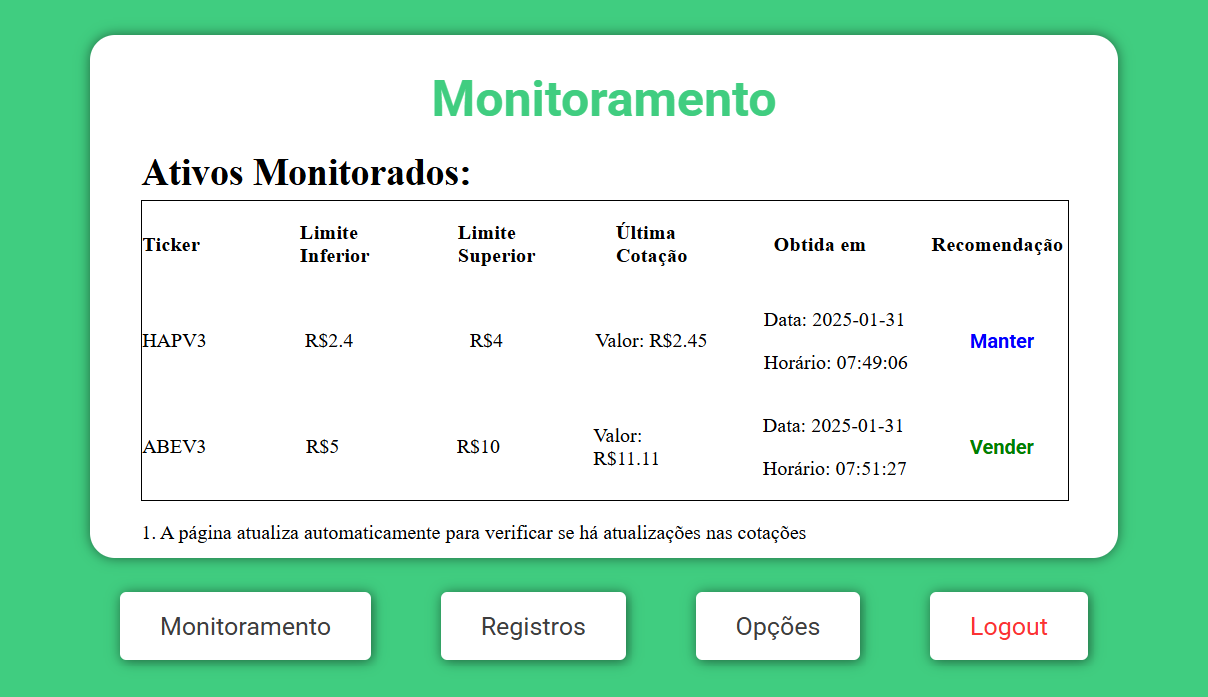 Monitoramento
Ativos Monitorados:
Ticker
Limite
Inferior
Limite
Superior
Última
Cotação
Obtida em
Recomendação
HAPV3
R$2.4
R$4
Valor: R$2.45
Data: 2025-01-31
Horário: 07:49:06
Manter
ABEV3
R$5
R$10
Valor:
R$11.11
Data: 2025-01-31
Horário: 07:51:27
Vender
1. A página atualiza automaticamente para verificar se há atualizações nas cotações
Monitoramento
Registros
Opções
Logout